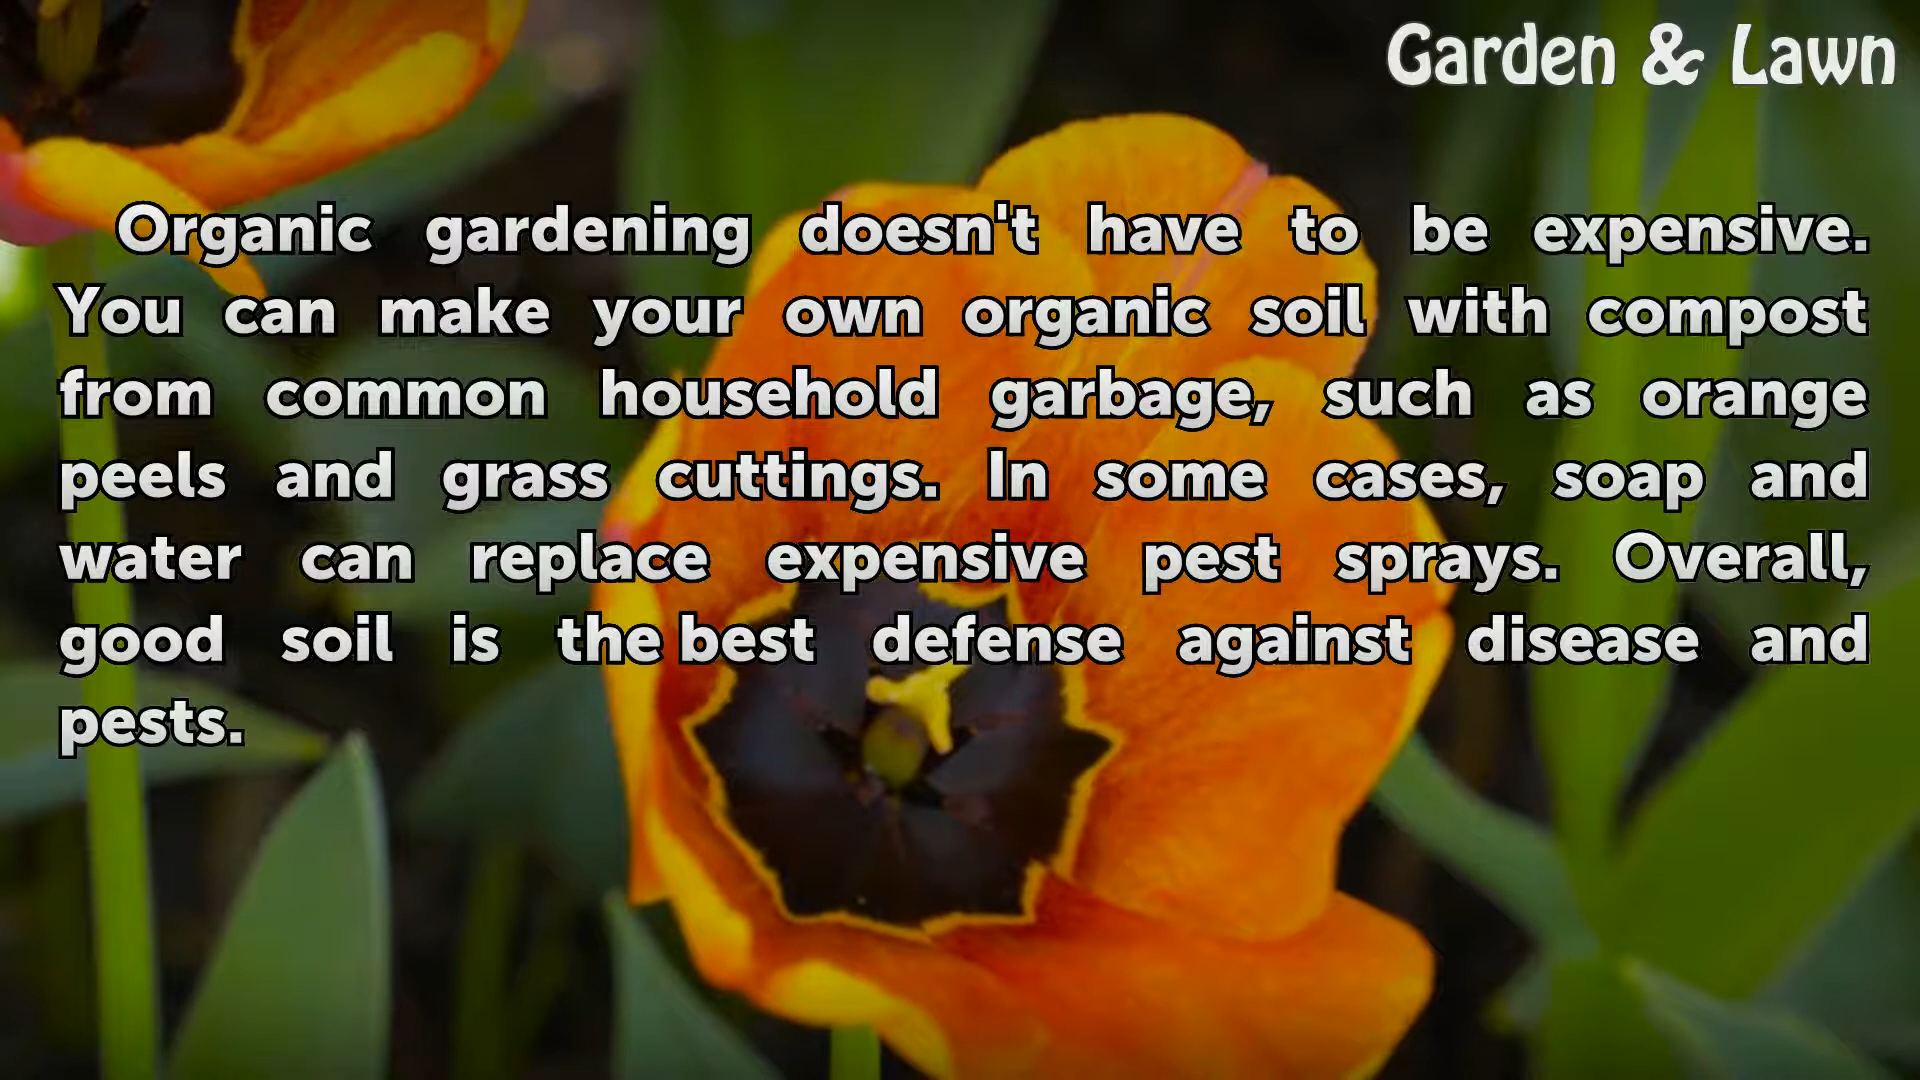 Garden & Lawn
Organic gardening doesn't have to be expensive.
You can make your own organic soil with compost
from common household garbage, such as orange
peels and grass cuttings. In some cases, soap and
water can replace expensive pest sprays. Overall,
good soil is the best defense against disease and
pests.